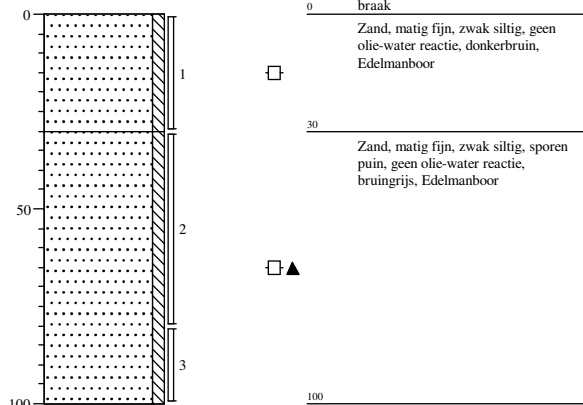 0
0
braak
Zand, matig fijn, zwak siltig, geen
olie-water reactie, donkerbruin,
Edelmanboor
1
30
Zand, matig fijn, zwak siltig, sporen
puin, geen olie-water reactie,
bruingrijs, Edelmanboor
50
2
3
100
100